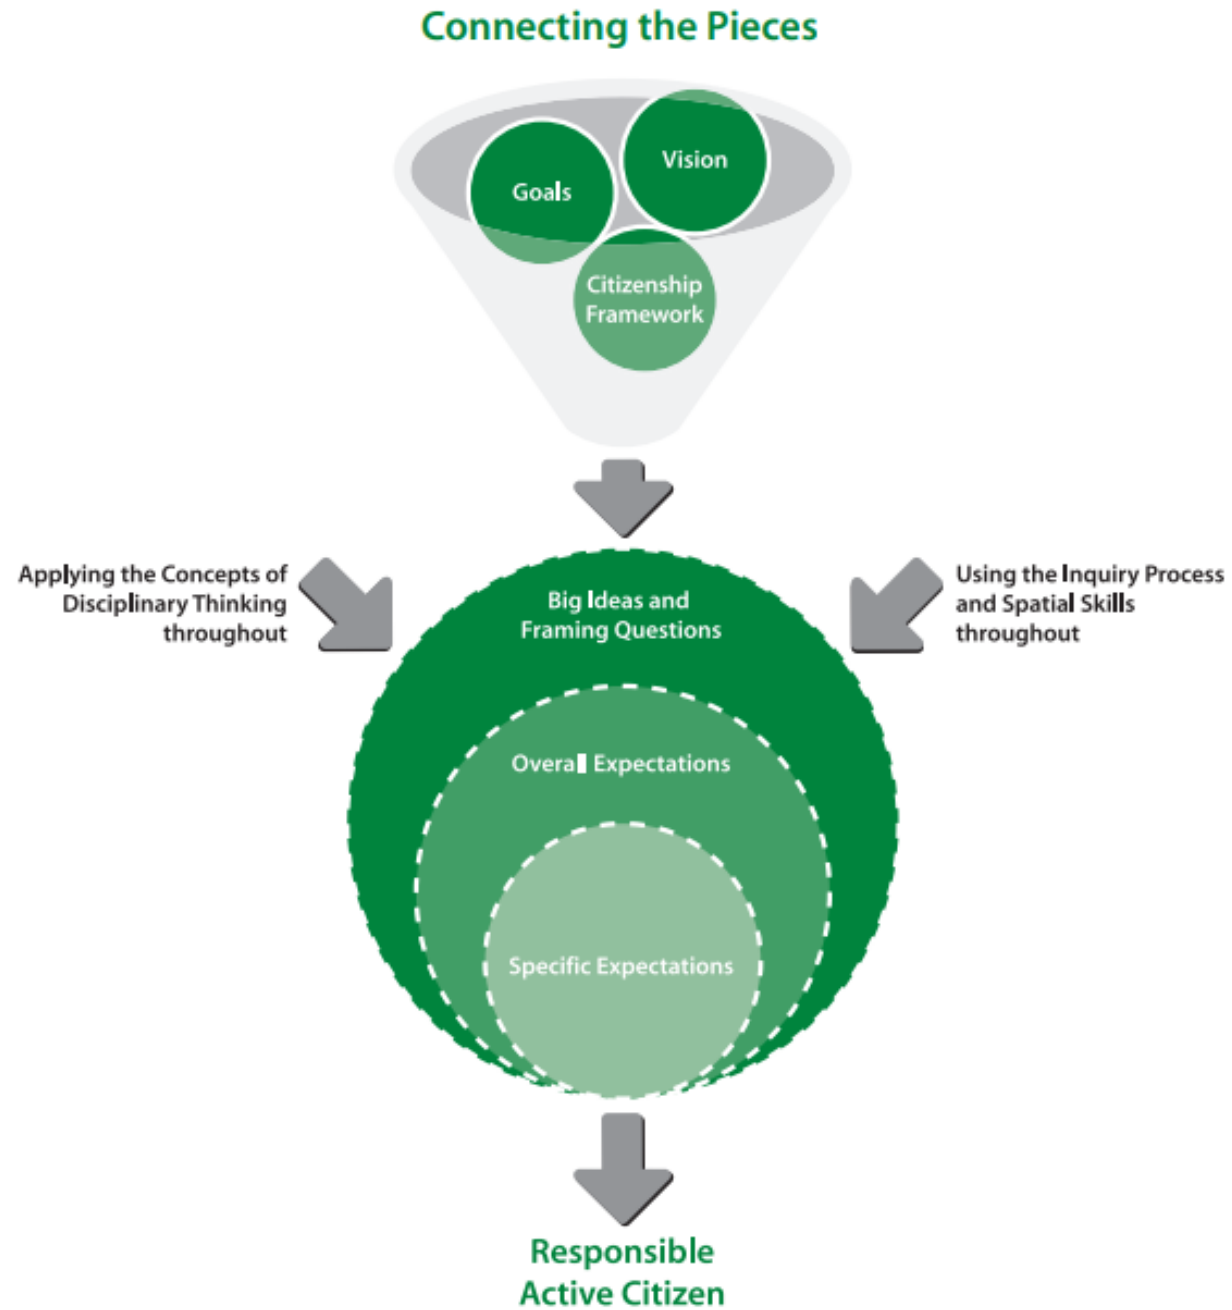 Connecting the Pieces
Vision
Goals
Citizenship
Framework
Applying the Concepts of
Disciplinary Thinking
throughout
Using the Inquiry Process
and Spatial Skills
throughout
Big Ideas and
Framing Questions
Overall Expectations
Specific Expectations
Responsible
Active Citizen